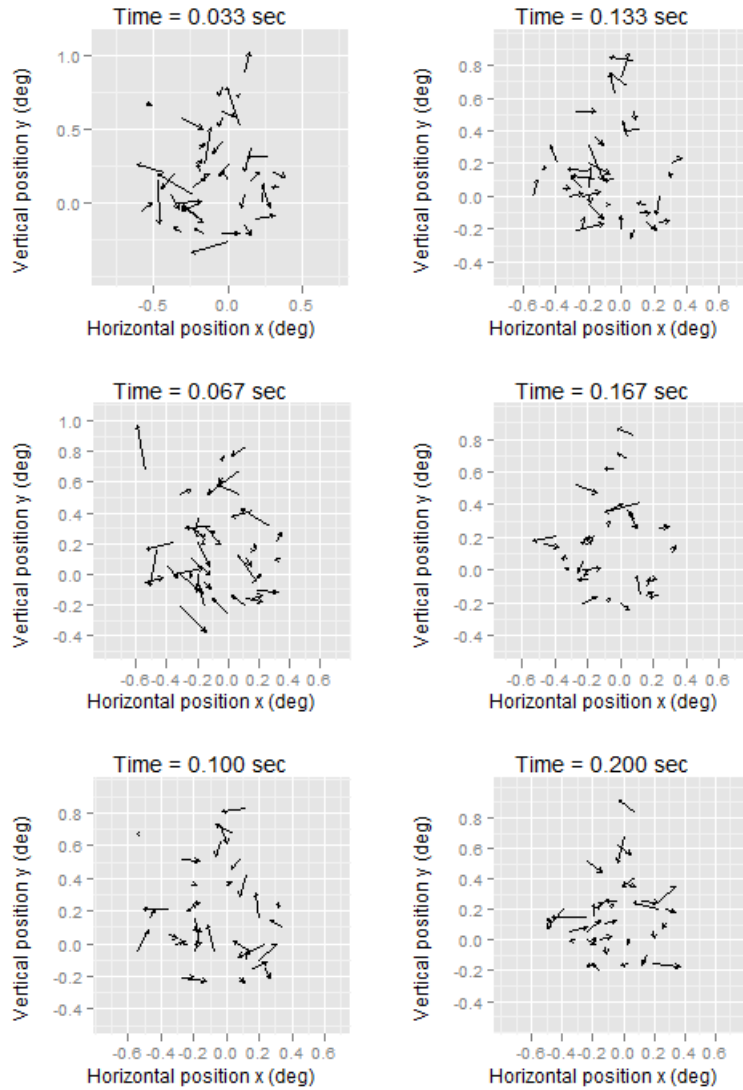 Time = 0.033 sec
Vertical position y (deg)
1.0
0.5
0.0
-0.5
0.0
0.5
Horizontal position x (deg)
Time = 0.133 sec
Vertical position y (deg)
0.8
0.6
0.4
0.2
0.0
-0.2
-0.4
-0.6 -0.4 -0.2 0.0 0.2 0.4 0.6
Horizontal position x (deg)
Time = 0.067 sec
Vertical position y (deg)
1.0
0.8
0.6
0.4
0.2
0.0
-0.2
-0.4
-0.6 -0.4 -0.2 0.0 0.2 0.4 0.6
Horizontal position x (deg)
Time = 0.167 sec
Vertical position y (deg)
0.8
0.6
0.4
0.2
0.0
-0.2
-0.4
-0.6 -0.4 -0.2 0.0 0.2 0.4 0.6
Horizontal position x (deg)
Time = 0.100 sec
Vertical position y (deg)
0.8
0.6
0.4
0.2
0.0
-0.2
-0.4
-0.6 -0.4 -0.2 0.0 0.2 0.4 0.6
Horizontal position x (deg)
Time = 0.200 sec
Vertical position y (deg)
0.8
0.6
0.4
0.2
0.0
-0.2
-0.4
-0.6 -0.4 -0.2 0.0 0.2 0.4 0.6
Horizontal position x (deg)